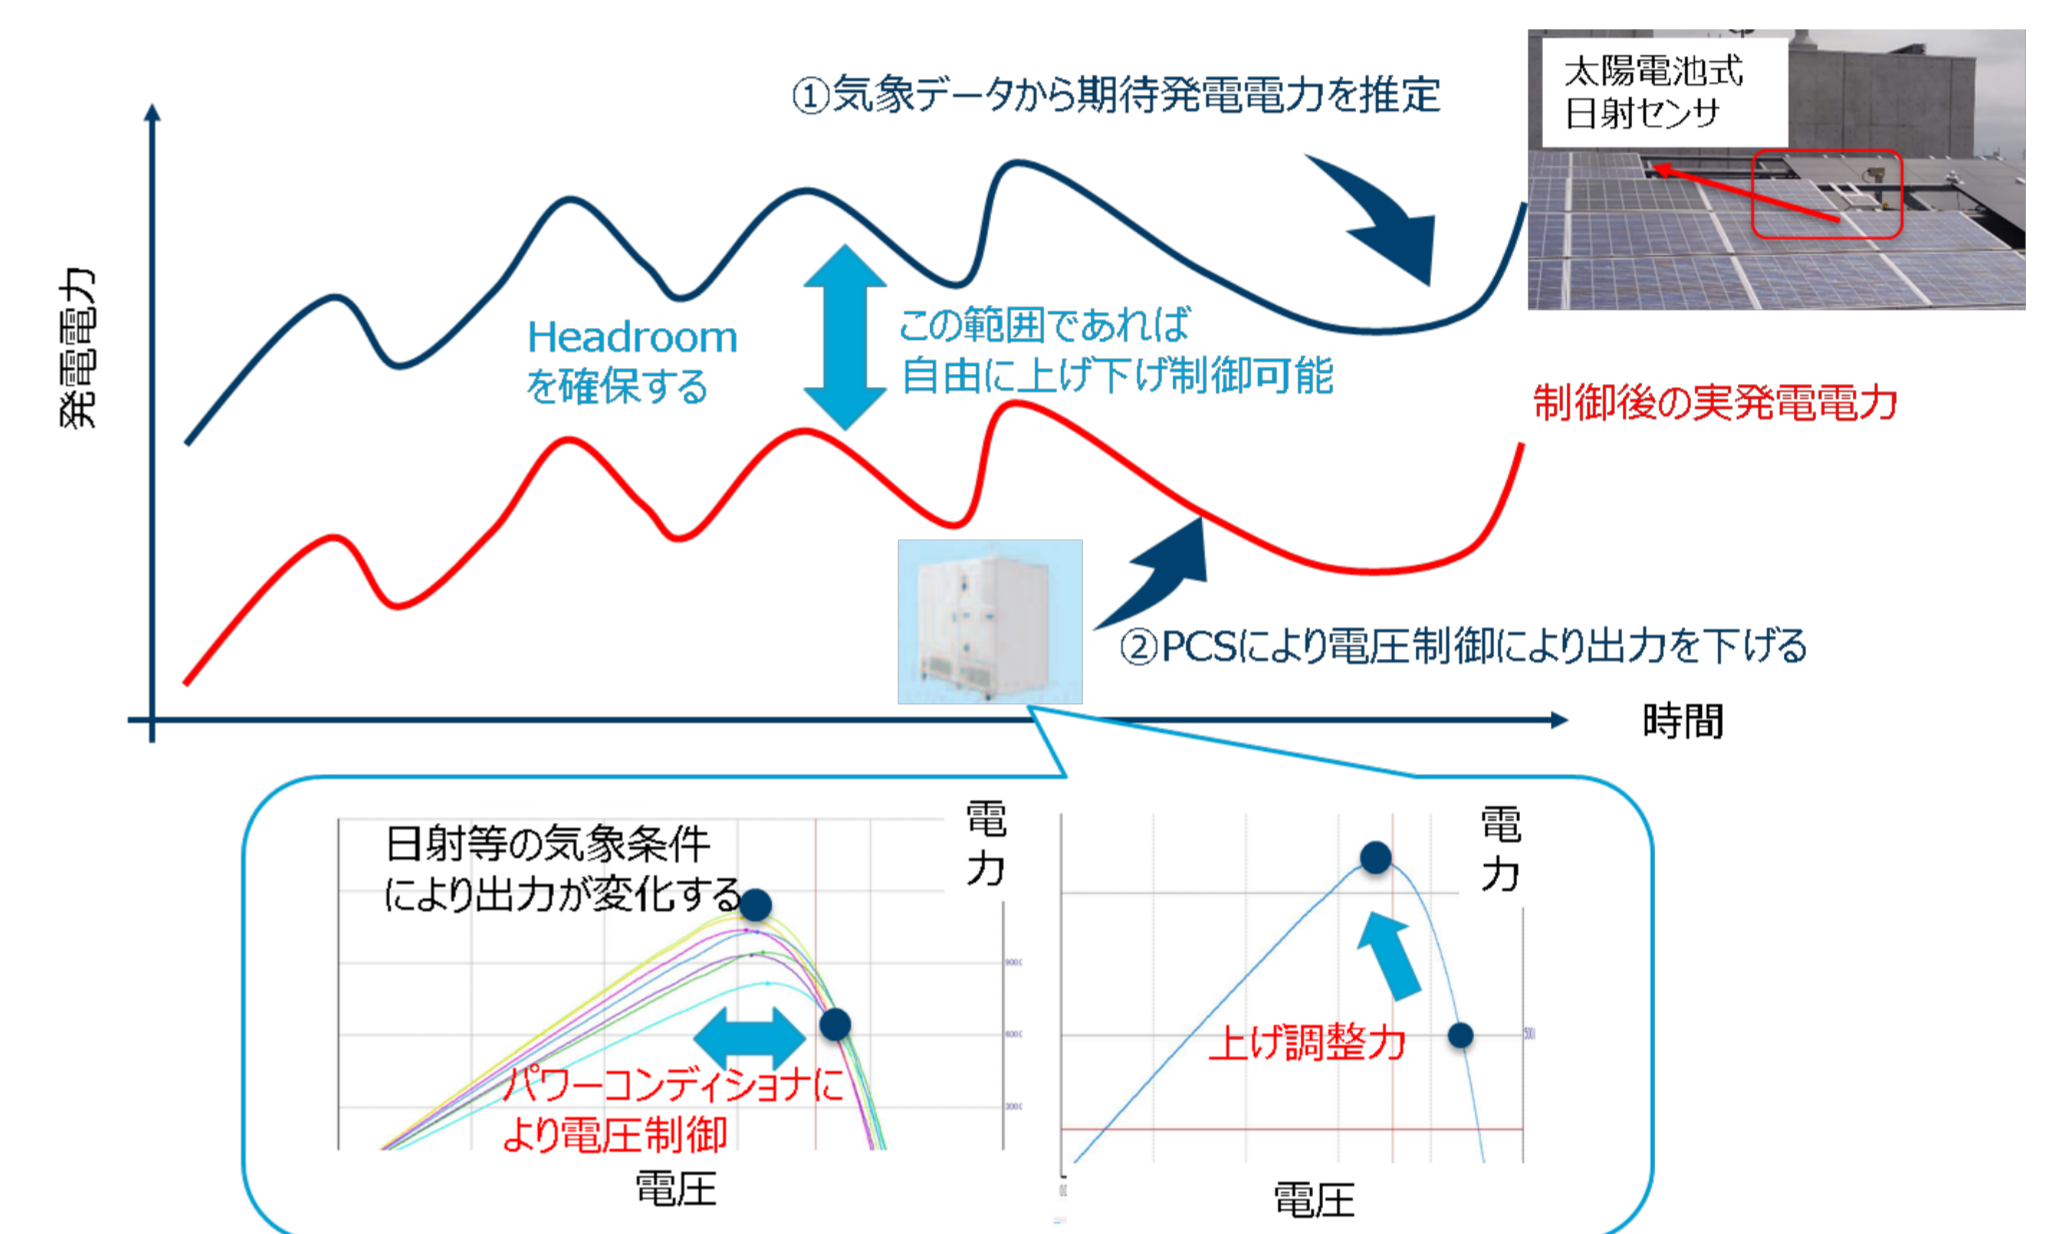 ①気象データから期待発電電力を推定
太陽電池式
日射センサ
発電電力
Headroom
を確保する
この範囲であれば
自由に上げ下げ制御可能
制御後の実発電電力
②PCSにより電圧制御により出力を下げる
時間
日射等の気象条件
により出力が変化する
電力
900.0
600.0
300.0
パワーコンディショナに
より電圧制御
電圧
電力
上げ調整力
電圧